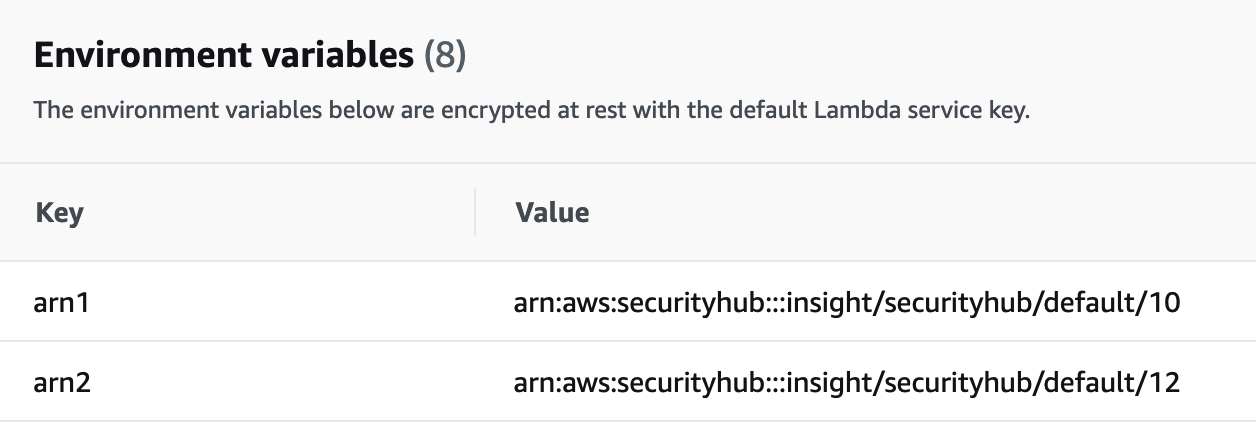 Environment variables (8)
The environment variables below are encrypted at rest with the default Lambda service key.
Key Value
arn1 arn:aws:securityhub:::insight/securityhub/default/10
arn2 arn:aws:securityhub:::insight/securityhub/default/12